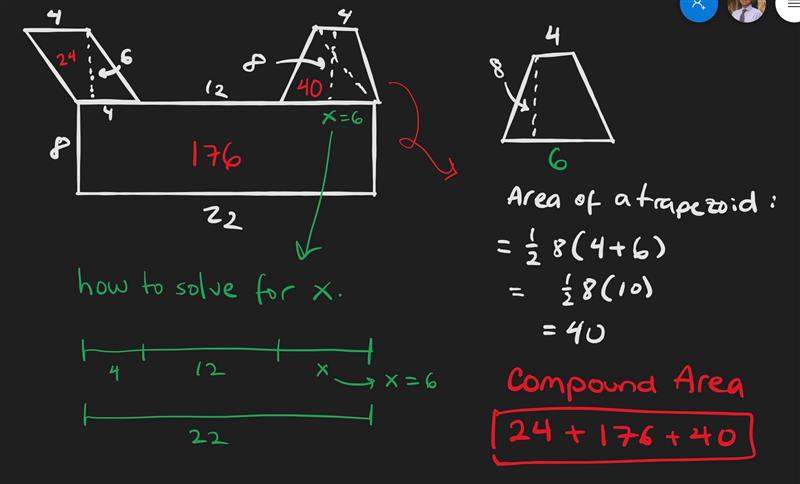 4
24
6
4
12
8
4
40
x=6
8
176
22
4
8
6
Area of a trapezoid:
= ½ 8(4+6)
= ½ 8(10)
= 40
how to solve for x.
4 12 x → x=6
22
Compound Area
24 + 176 + 40